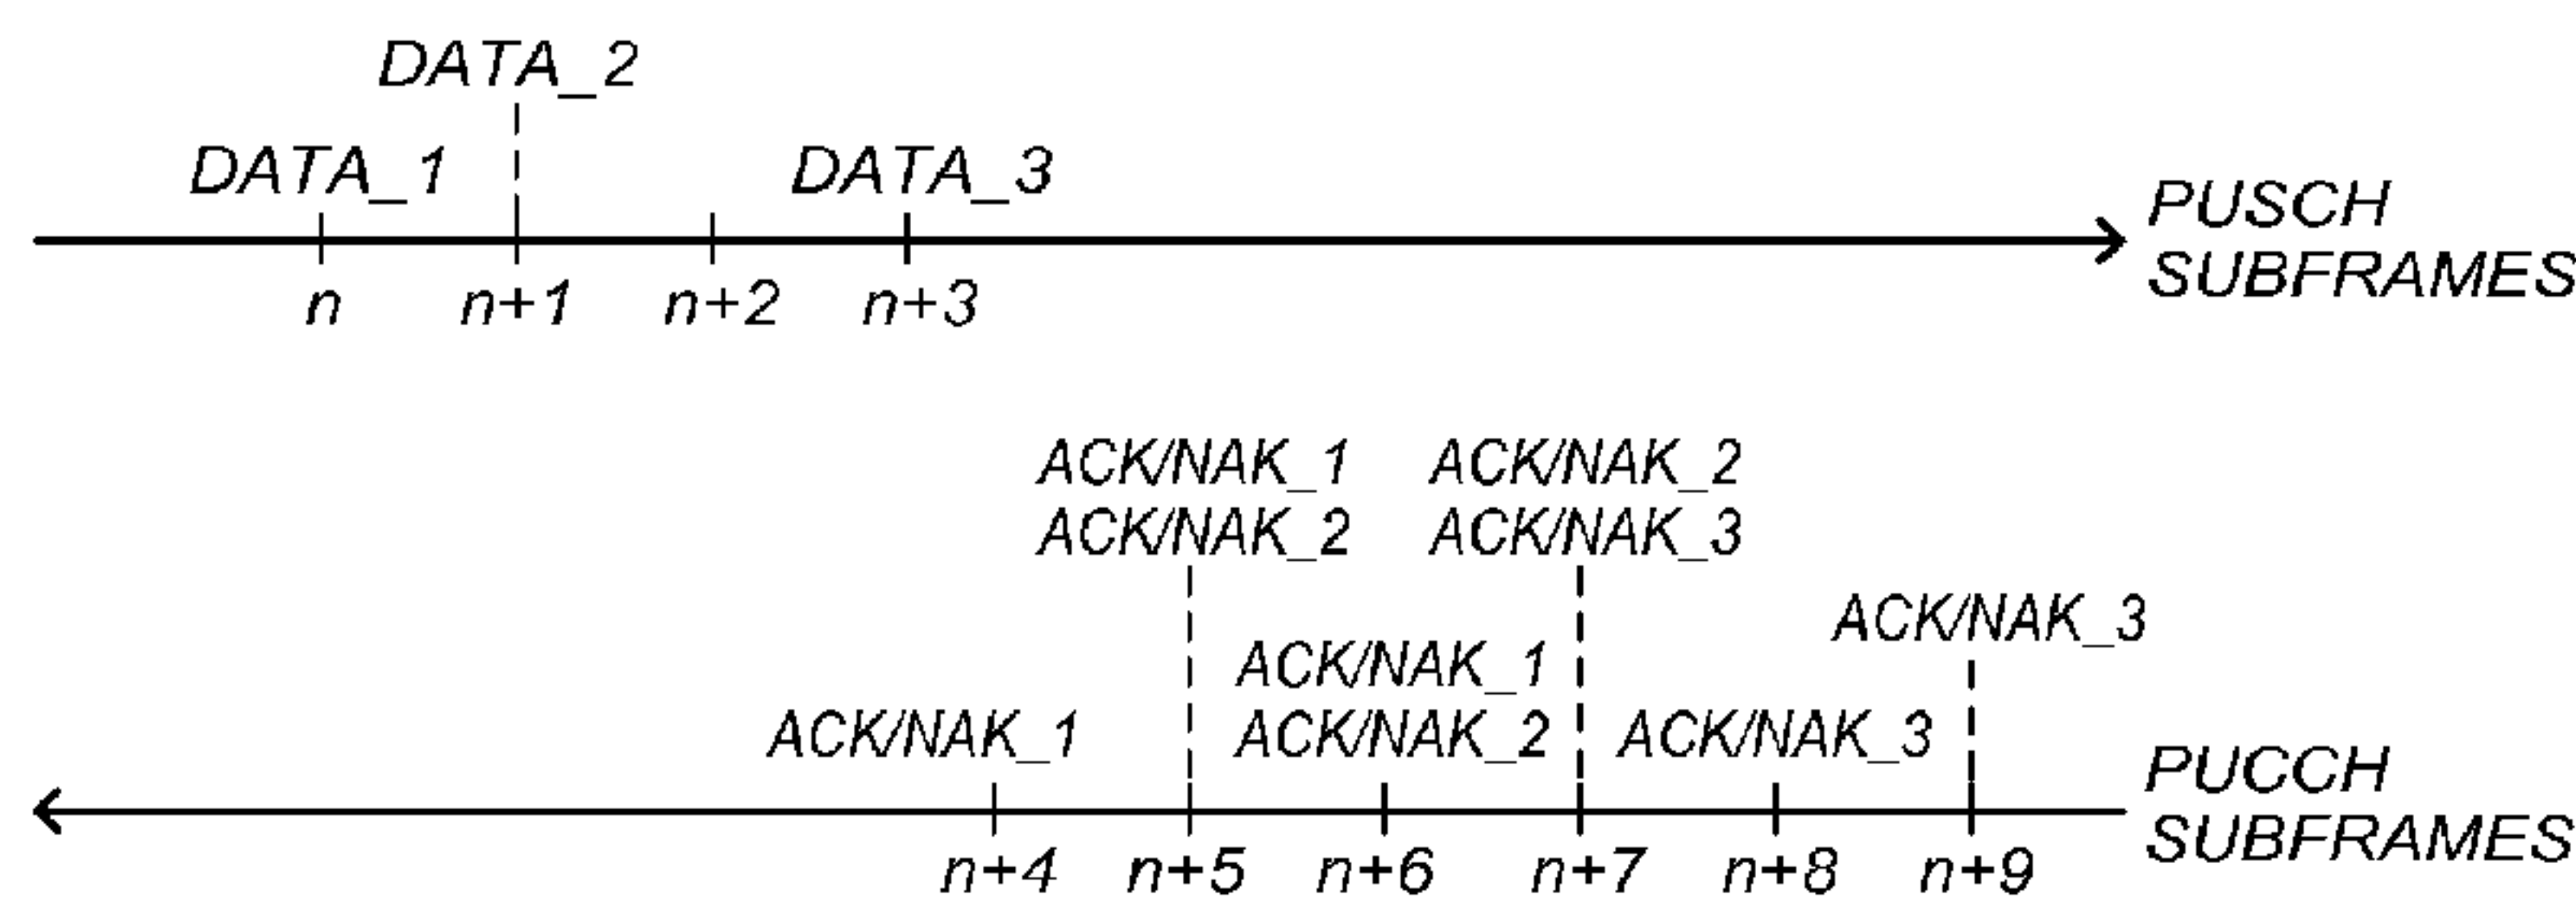 DATA_2
DATA_1
DATA_3
PUSCH
SUBFRAMES
n
n+1
n+2
n+3
ACK/NAK_1
ACK/NAK_2
ACK/NAK_2
ACK/NAK_3
ACK/NAK_3
ACK/NAK_1
ACK/NAK_2
ACK/NAK_1
ACK/NAK_3
PUCCH
SUBFRAMES
n+4
n+5
n+6
n+7
n+8
n+9